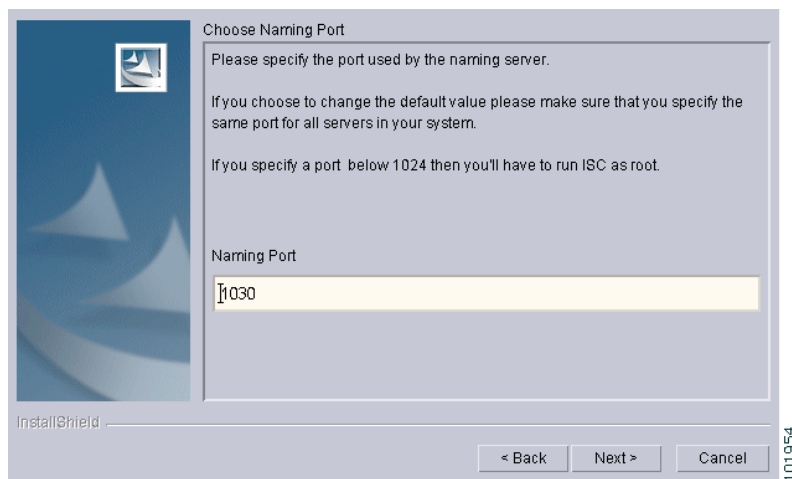 Choose Naming Port
Please specify the port used by the naming server.
If you choose to change the default value please make sure that you specify the
same port for all servers in your system.
If you specify a port below 1024 then you'll have to run ISC as root.
Naming Port
1030
InstallShield
< Back
Next >
Cancel
101954